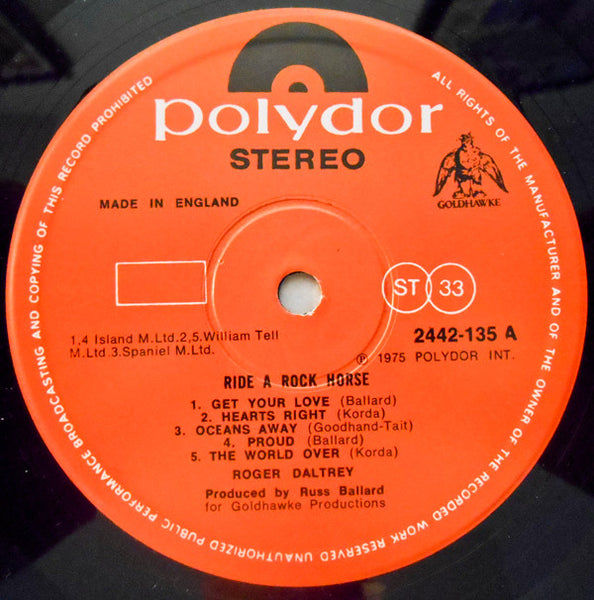 polydor
STEREO
GOLDHAWKE
MADE IN ENGLAND
ST 33
1,4 Island M.Ltd.2,5.William Tell
M.Ltd.3.Spaniel M.Ltd.
2442-135 A
℗ 1975 POLYDOR INT.
RIDE A ROCK HORSE
1. GET YOUR LOVE (Ballard)
2. HEARTS RIGHT (Korda)
3. OCEANS AWAY (Goodhand-Tait)
4. PROUD (Ballard)
5. THE WORLD OVER (Korda)
ROGER DALTREY
Produced by Russ Ballard
for Goldhawke Productions
ALL RIGHTS OF THE MANUFACTURER AND OF THE OWNER OF THE RECORDED WORK RESERVED UNAUTHORIZED PUBLIC PERFORMANCE BROADCASTING AND COPYING OF THIS RECORD PROHIBITED